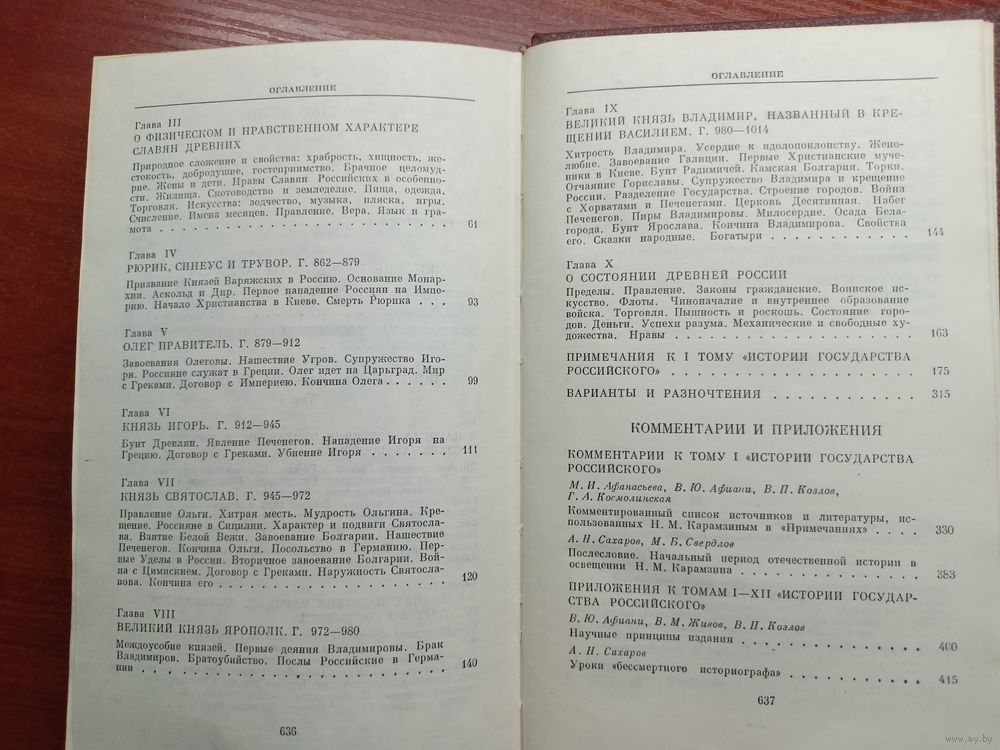 ОГЛАВЛЕНИЕ
Глава III
О ФИЗИЧЕСКОМ И НРАВСТВЕННОМ ХАРАКТЕРЕ
СЛАВЯН ДРЕВНИХ
Природное сложение и свойства: храбрость, хищность, же-
стокость, добродушие, гостеприимство. Брачное целомуд-
рие. Жены и дети. Нравы Славян Российских в особенно-
сти. Жилища. Скотоводство и земледелие. Пища, одежда.
Торговля. Искусства: зодчество, музыка, пляска, игры.
Счисление. Имена месяцев. Правление. Вера. Язык и гра-
мота . . . . . . . . . . . . . . . . . . . . 61
Глава IV
РЮРИК, СИНЕУС И ТРУВОР. Г. 862—879
Призвание Князей Варяжских в Россию. Основание Монар-
хии. Аскольд и Дир. Первое нападение Россиян на Импе-
рию. Начало Христианства в Киеве. Смерть Рюрика . . . 93
Глава V
ОЛЕГ ПРАВИТЕЛЬ. Г. 879—912
Завоевания Олеговы. Нашествие Угров. Супружество Иго-
ря. Россияне служат в Греции. Олег идет на Царьград. Мир
с Греками. Договор с Империею. Кончина Олега . . . . . . 99
Глава VI
КНЯЗЬ ИГОРЬ. Г. 912—945
Бунт Древлян. Явление Печенегов. Нападение Игоря на
Грецию. Договор с Греками. Убиение Игоря . . . . . . . 111
Глава VII
КНЯЗЬ СВЯТОСЛАВ. Г. 945—972
Правление Ольги. Хитрая месть. Мудрость Ольгина. Кре-
щение. Россияне в Сицилии. Характер и подвиги Святосла-
ва. Взятие Белой Вежи. Завоевание Болгарии. Нашествие
Печенегов. Кончина Ольги. Посольство в Германию. Пер-
вые Уделы в России. Вторичное завоевание Болгарии. Вой-
на с Цимискием. Договор с Греками. Наружность Святосла-
вова. Кончина его . . . . . . . . . . . . . . . . 120
Глава VIII
ВЕЛИКИЙ КНЯЗЬ ЯРОПОЛК. Г. 972—980
Междоусобие князей. Первые деяния Владимировы. Брак
Владимиров. Братоубийство. Послы Российские в Герма-
нии . . . . . . . . . . . . . . . . . . . . 140
636
ОГЛАВЛЕНИЕ
Глава IX
ВЕЛИКИЙ КНЯЗЬ ВЛАДИМИР, НАЗВАННЫЙ В КРЕ-
ЩЕНИИ ВАСИЛИЕМ. Г. 980—1014
Хитрость Владимира. Усердие к идолопоклонству. Жено-
любие. Завоевание Галиции. Первые Христианские муче-
ники в Киеве. Бунт Радимичей. Камская Болгария. Торки.
Отчаяния Гориславы. Супружество Владимира и крещение
России. Разделение Государства. Строение городов. Война
с Хорватами и Печенегами. Церковь Десятинная. Набег
Печенегов. Пиры Владимировы. Милосердие. Осада Бела-
города. Бунт Ярослава. Кончина Владимирова. Свойства
его. Сказки народные. Богатыри . . . . . . . . . . 144
Глава X
О СОСТОЯНИИ ДРЕВНЕЙ РОССИИ
Пределы. Правление. Законы гражданские. Воинское ис-
кусство. Флоты. Чиноначалие и внутреннее образование
войска. Торговля. Пышность и роскошь. Состояние горо-
дов. Деньги. Успехи разума. Механические и свободные ху-
дожества. Нравы . . . . . . . . . . . . . . . . 163
ПРИМЕЧАНИЯ К I ТОМУ «ИСТОРИИ ГОСУДАРСТВА
РОССИЙСКОГО» . . . . . . . . . . . . . . . . . 175
ВАРИАНТЫ И РАЗНОЧТЕНИЯ . . . . . . . . . . . . 315
КОММЕНТАРИИ И ПРИЛОЖЕНИЯ
КОММЕНТАРИИ К ТОМУ I «ИСТОРИИ ГОСУДАРСТВА
РОССИЙСКОГО»
М. И. Афанасьева, В. Ю. Афиани, В. П. Козлов,
Г. А. Космолинская
Комментированный список источников и литературы, ис-
пользованных Н. М. Карамзиным в «Примечаниях» . . . . 330
А. Н. Сахаров, М. Б. Свердлов
Послесловие. Начальный период отечественной истории в
освещении Н. М. Карамзина . . . . . . . . . . . . 383
ПРИЛОЖЕНИЯ К ТОМАМ I—XII «ИСТОРИИ ГОСУДАР-
СТВА РОССИЙСКОГО»
В. Ю. Афиани, В. М. Живов, В. П. Козлов
Научные принципы издания . . . . . . . . . . . . 400
А. Н. Сахаров
Уроки «бессмертного историографа» . . . . . . . . . . 415
637
www.ay.by